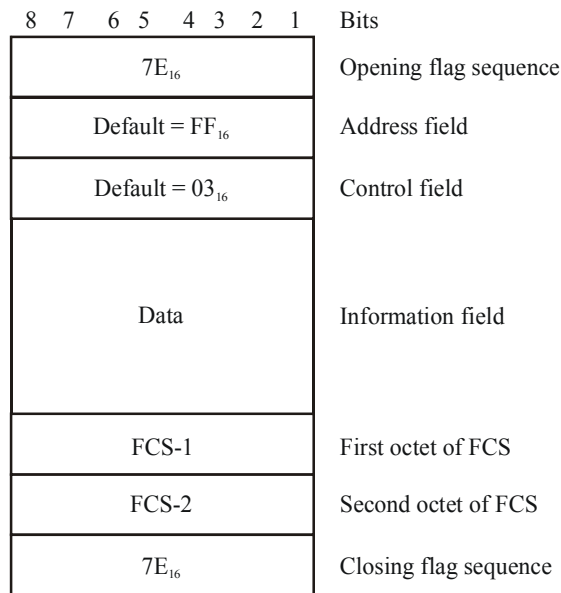 8 7 6 5 4 3 2 1 Bits
7E₁₆ Opening flag sequence
Default = FF₁₆ Address field
Default = 03₁₆ Control field
Data Information field
FCS-1 First octet of FCS
FCS-2 Second octet of FCS
7E₁₆ Closing flag sequence